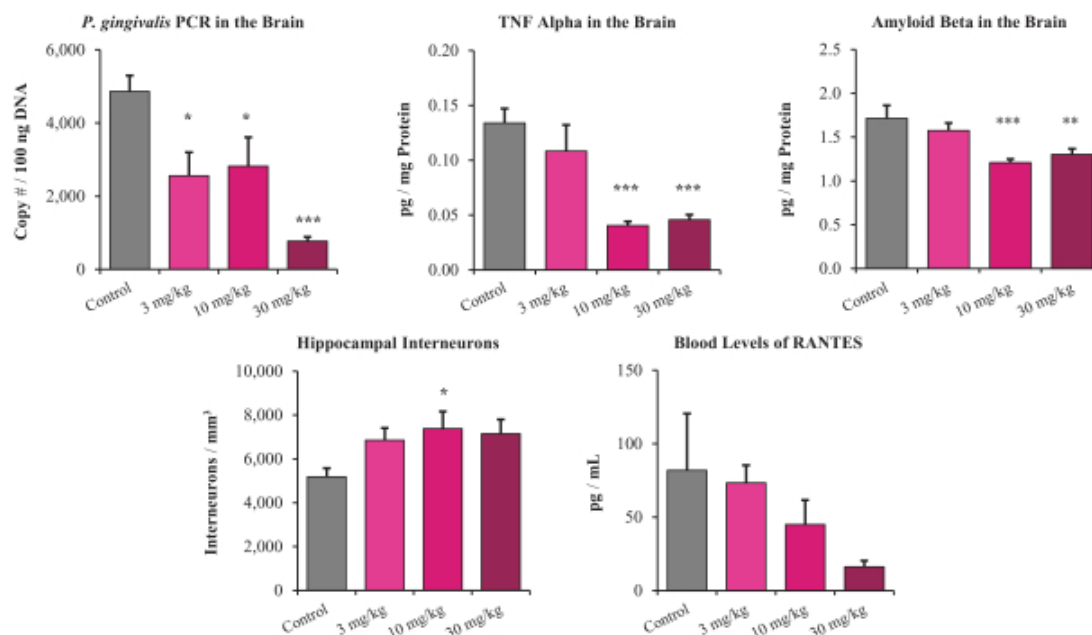 P. gingivalis PCR in the Brain
Copy # / 100 ng DNA
6,000
4,000
2,000
0
*
*
***
Control
3 mg/kg
10 mg/kg
30 mg/kg
TNF Alpha in the Brain
pg / mg Protein
0.20
0.15
0.10
0.05
0.00
***
***
Control
3 mg/kg
10 mg/kg
30 mg/kg
Amyloid Beta in the Brain
pg / mg Protein
2.5
2.0
1.5
1.0
0.5
0.0
***
**
Control
3 mg/kg
10 mg/kg
30 mg/kg
Hippocampal Interneurons
Interneurons / mm³
10,000
8,000
6,000
4,000
2,000
0
*
Control
3 mg/kg
10 mg/kg
30 mg/kg
Blood Levels of RANTES
pg / mL
150
100
50
0
Control
3 mg/kg
10 mg/kg
30 mg/kg